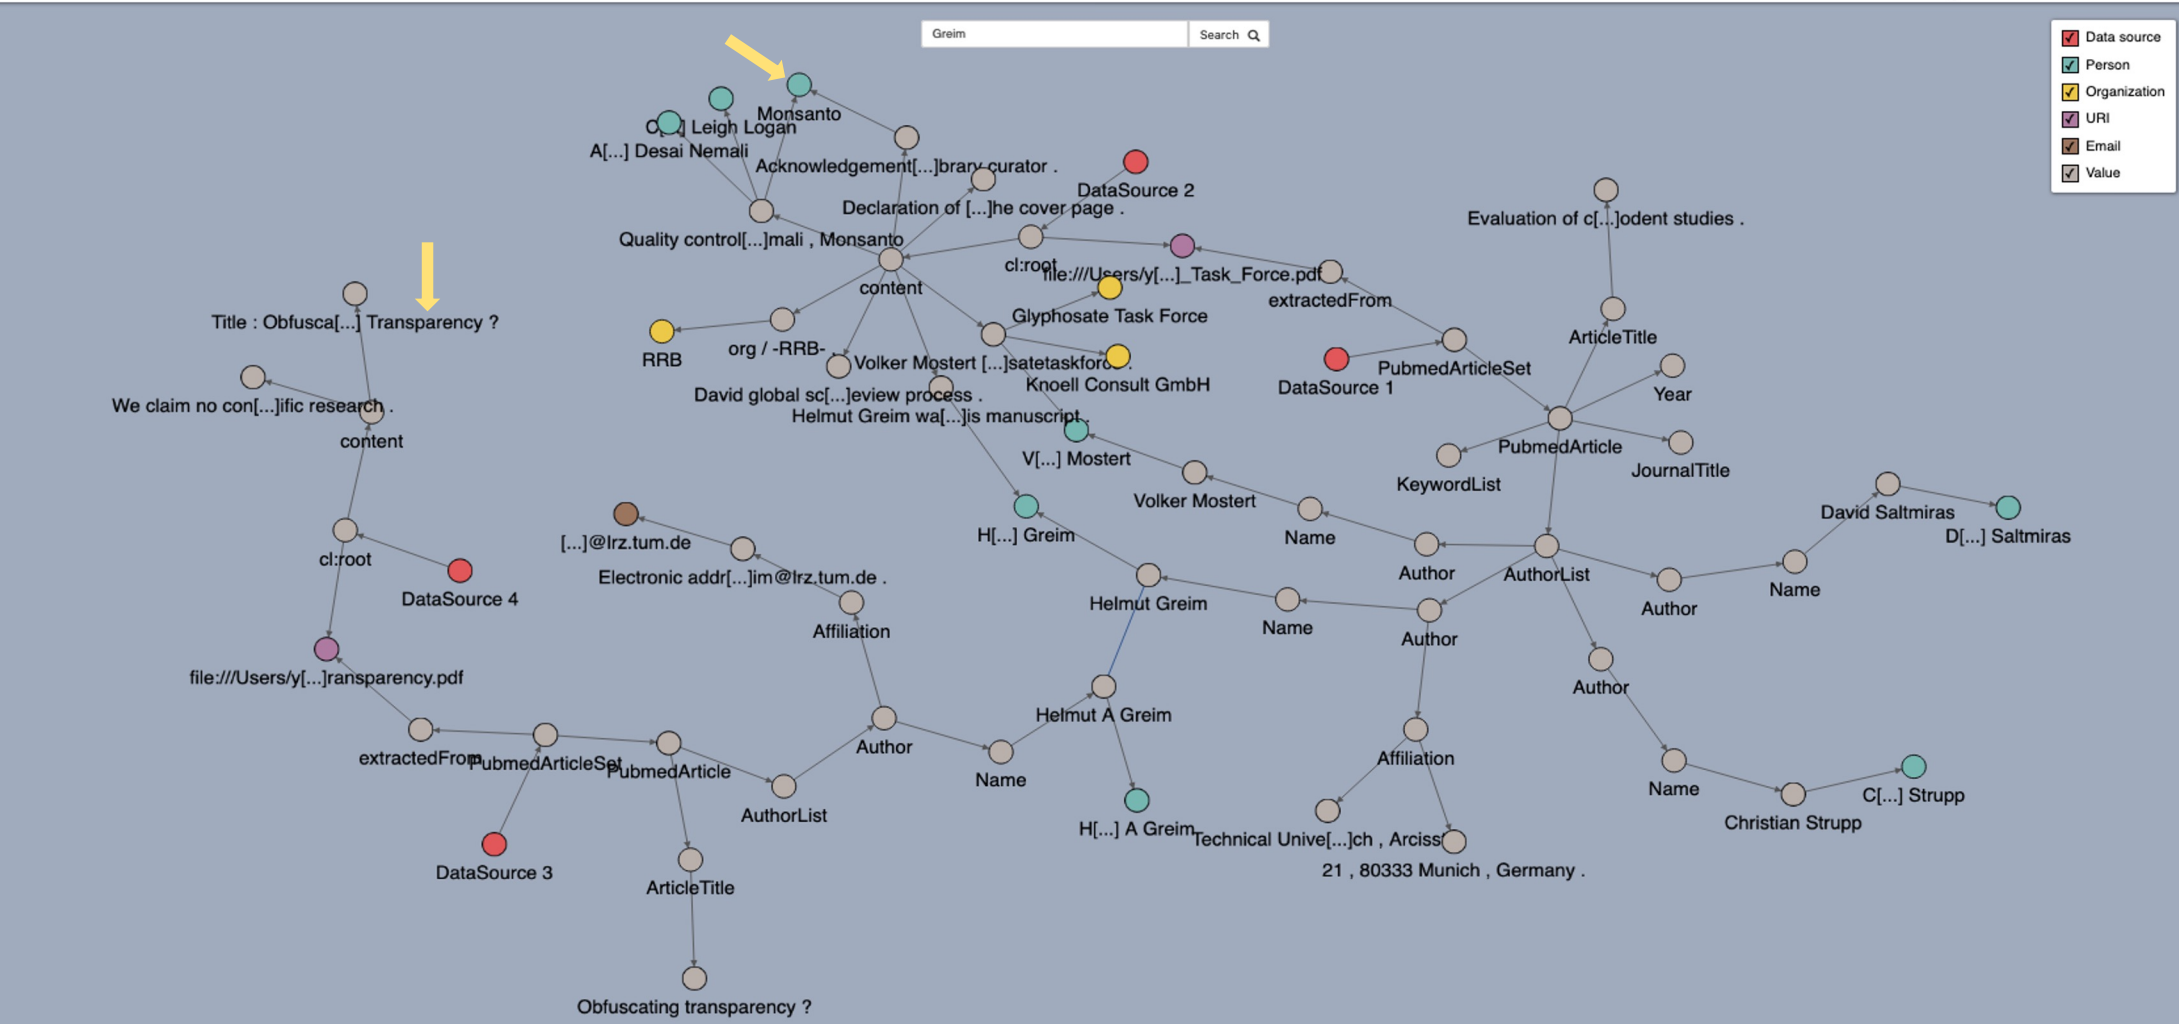 Greim
Search
Data source
Person
Organization
URI
Email
Value
Monsanto
C[...] Leigh Logan
A[...] Desai Nemali
Acknowledgement[...]brary curator .
DataSource 2
Declaration of [...]he cover page .
Evaluation of c[...]odent studies .
Quality control[...]mali , Monsanto
cl:root
file:///Users/y[...]_Task_Force.pdf
content
extractedFrom
Glyphosate Task Force
Title : Obfusca[...] Transparency ?
ArticleTitle
org / -RRB- .
RRB
Volker Mostert [...]satetaskforce .
PubmedArticleSet
Knoell Consult GmbH
DataSource 1
Year
David global sc[...]eview process .
We claim no con[...]ific research .
Helmut Greim wa[...]is manuscript .
content
PubmedArticle
V[...] Mostert
JournalTitle
KeywordList
Volker Mostert
David Saltmiras
H[...] Greim
Name
D[...] Saltmiras
[...]@lrz.tum.de
cl:root
Author
AuthorList
Electronic addr[...]im@lrz.tum.de .
Name
DataSource 4
Helmut Greim
Author
Name
Affiliation
Author
file:///Users/y[...]ransparency.pdf
Author
Helmut A Greim
Author
extractedFrom
Affiliation
PubmedArticleSet
PubmedArticle
Name
Name
C[...] Strupp
AuthorList
Christian Strupp
H[...] A Greim
Technical Unive[...]ch , Arcisst
DataSource 3
21 , 80333 Munich , Germany .
ArticleTitle
Obfuscating transparency ?